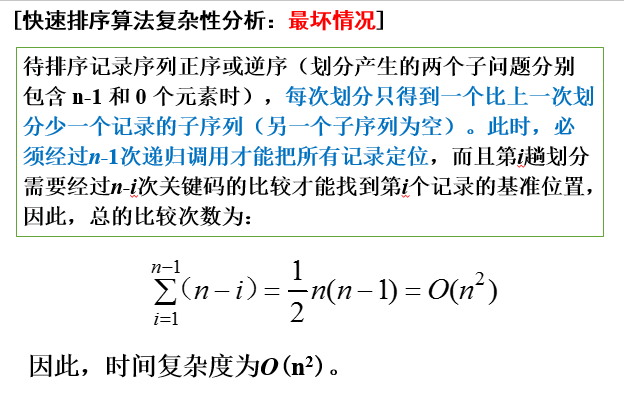 [快速排序算法复杂性分析：最坏情况]
待排序记录序列正序或逆序（划分产生的两个子问题分别
包含 n-1 和 0 个元素时），每次划分只得到一个比上一次划
分少一个记录的子序列（另一个子序列为空）。此时，必
须经过n-1次递归调用才能把所有记录定位，而且第i趟划分
需要经过n-i次关键码的比较才能找到第i个记录的基准位置，
因此，总的比较次数为：
\sum_{i=1}^{n-1}(n-i)=\frac{1}{2}n(n-1)=O(n^2)
因此，时间复杂度为O(n²)。